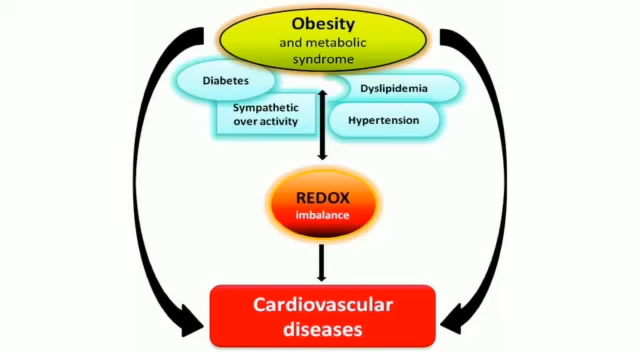 Obesity
and metabolic
syndrome
Diabetes
Dyslipidemia
Sympathetic
over activity
Hypertension
REDOX
imbalance
Cardiovascular
diseases